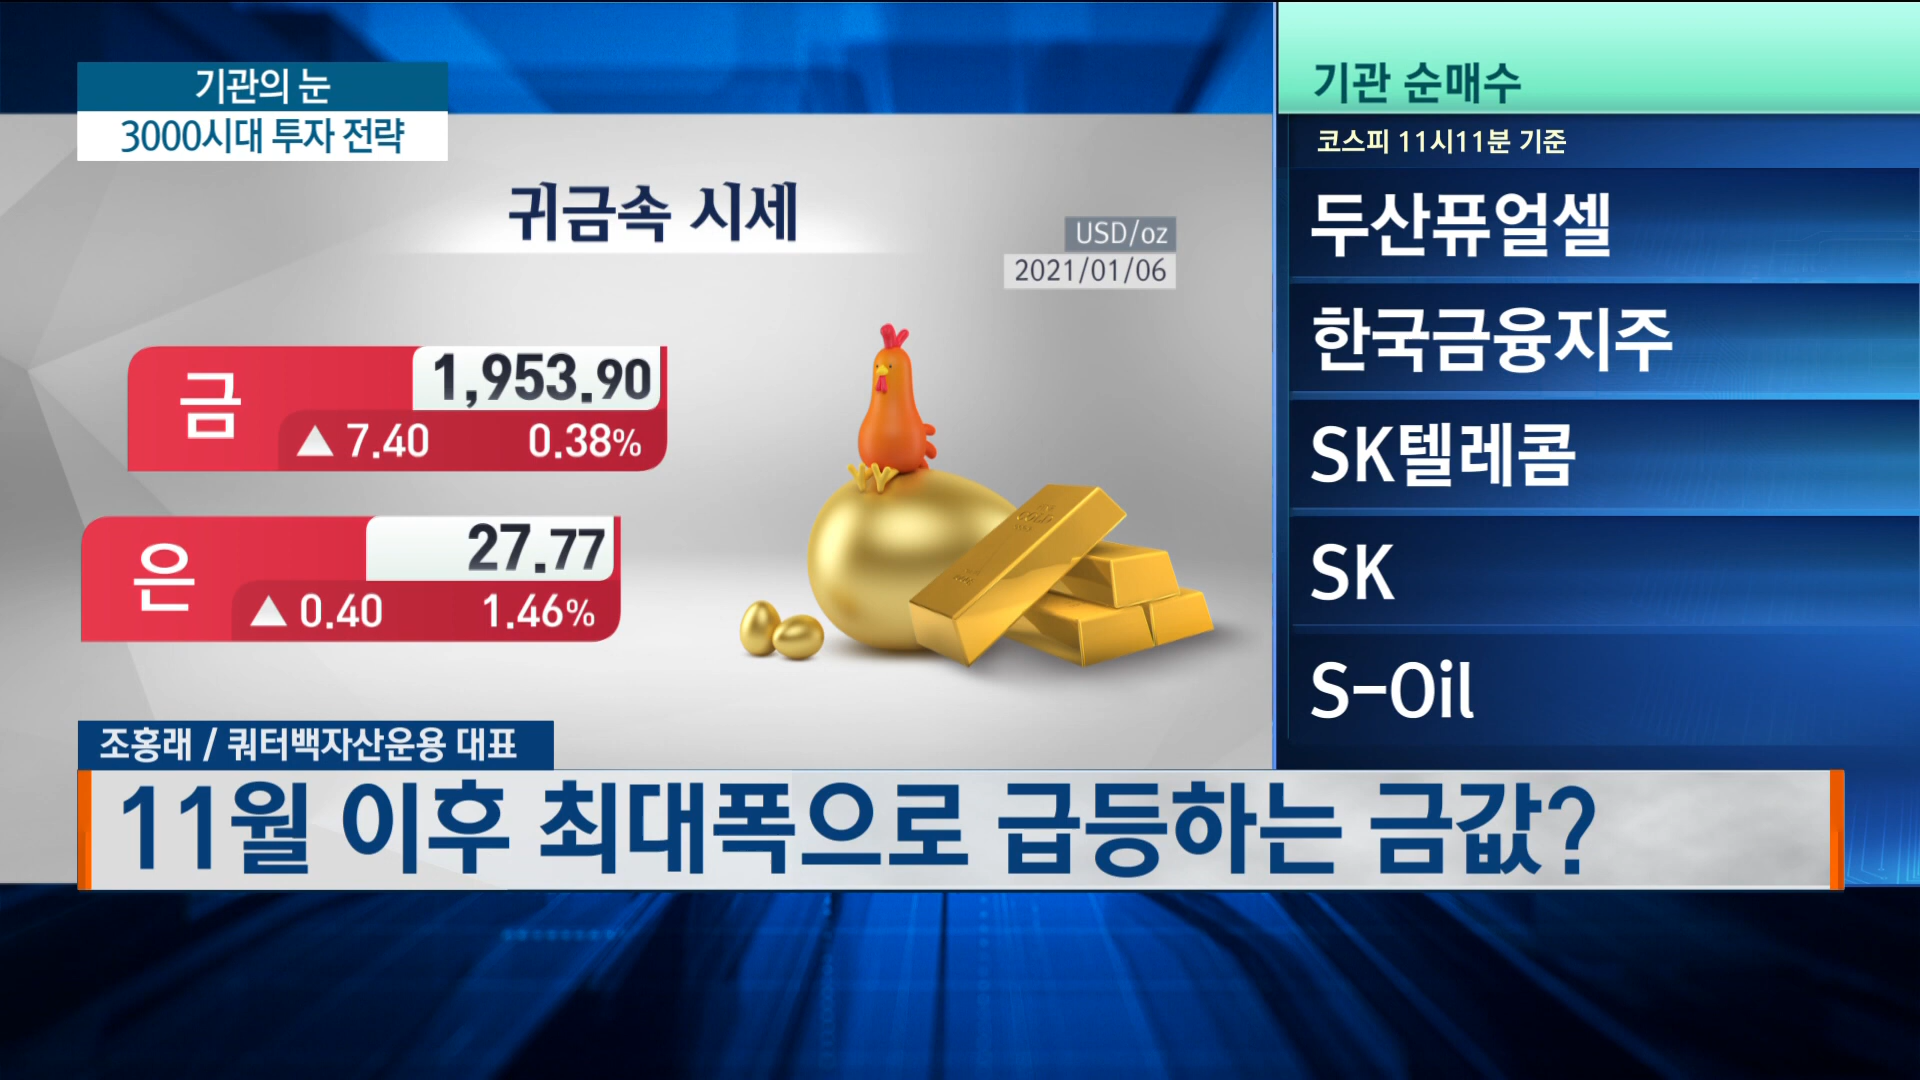 기관의 눈
3000시대 투자 전략
귀금속 시세
USD/oz
2021/01/06
금
1,953.90
▲ 7.40 0.38%
은
27.77
▲ 0.40 1.46%
기관 순매수
코스피 11시11분 기준
두산퓨얼셀
한국금융지주
SK텔레콤
SK
S-Oil
조홍래 / 쿼터백자산운용 대표
11월 이후 최대폭으로 급등하는 금값?